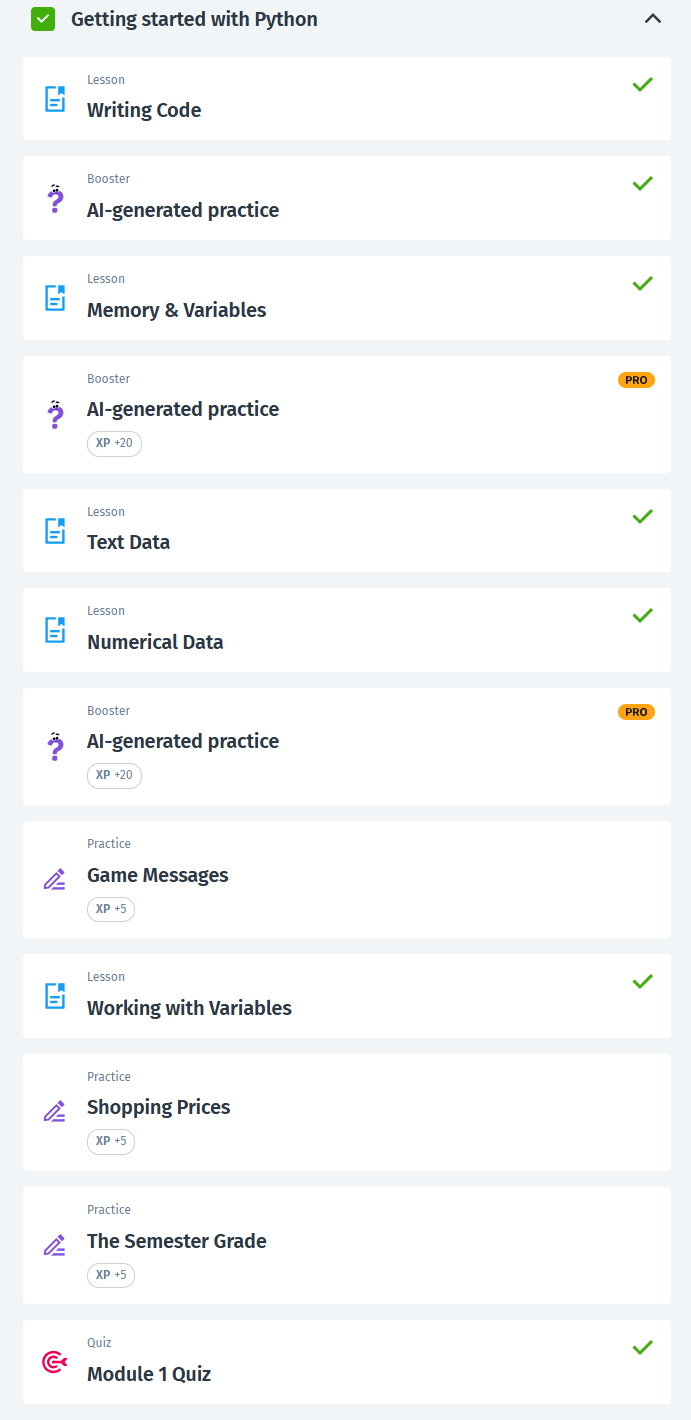 Getting started with Python
Lesson
Writing Code
Booster
AI-generated practice
Lesson
Memory & Variables
Booster
PRO
AI-generated practice
XP +20
Lesson
Text Data
Lesson
Numerical Data
Booster
PRO
AI-generated practice
XP +20
Practice
Game Messages
XP +5
Lesson
Working with Variables
Practice
Shopping Prices
XP +5
Practice
The Semester Grade
XP +5
Quiz
Module 1 Quiz